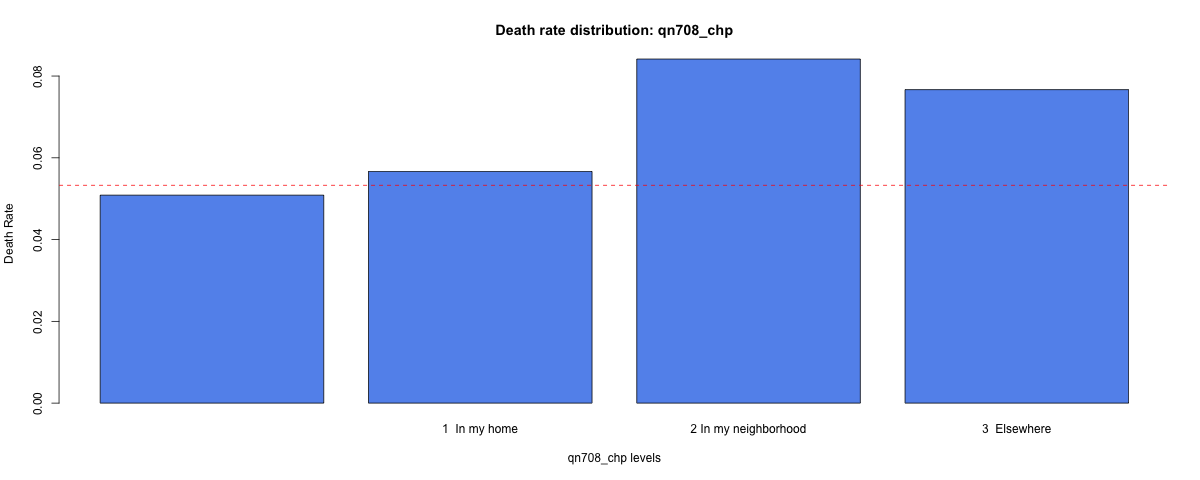 Death rate distribution: qn708_chp
0.08
0.06
0.04
0.02
0.00
Death Rate
1  In my home
2 In my neighborhood
3  Elsewhere
qn708_chp levels